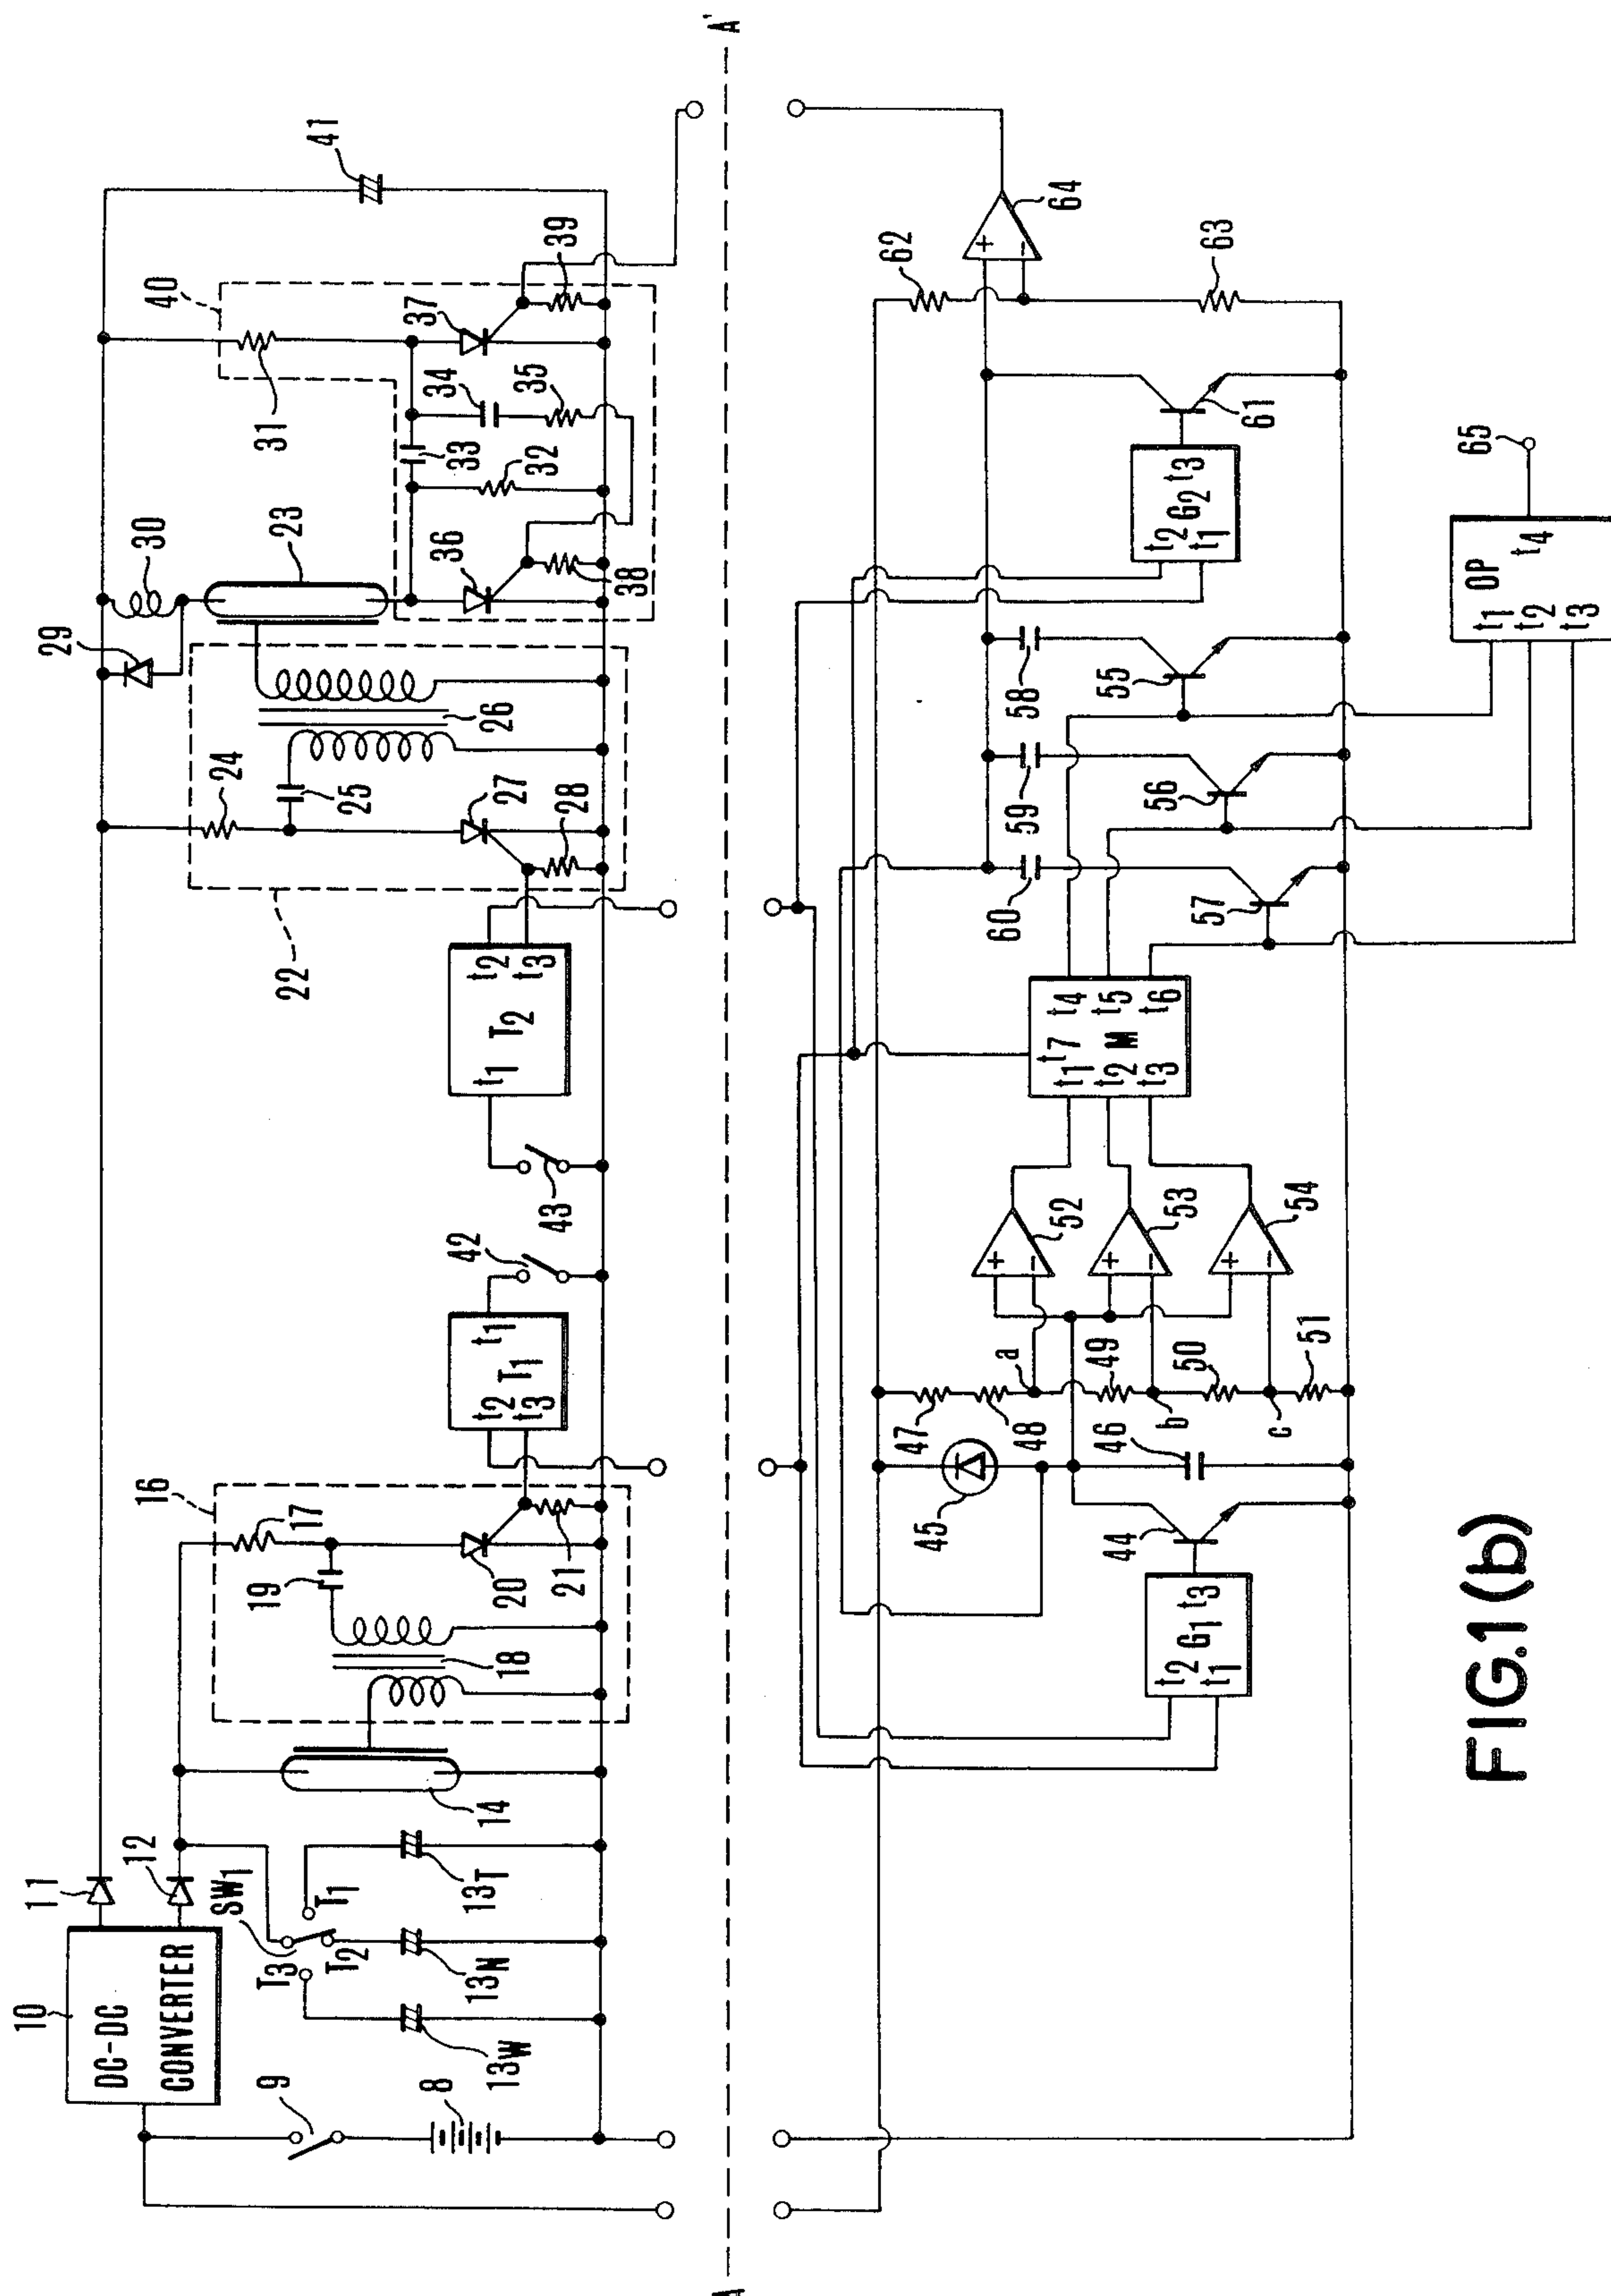 10
DC-DC
CONVERTER
11
12
9
8
SW1
T3
T2
T1
13W
13N
13T
14
16
17
19
18
20
21
t2
t3
T1
t1
42
43
t1
T2
t2
t3
22
24
25
26
27
28
29
30
23
31
40
36
38
32
33
34
35
37
39
41
A
A'
t2
t1
G1
t3
44
45
46
47
48
a
49
b
50
c
51
+
−
52
+
−
53
+
−
54
t7
t1
t2
t3
M
t4
t5
t6
60
59
58
57
56
55
t2
t1
G2
t3
61
62
63
+
−
64
OP
t1
t2
t3
t4
65
FIG.1(b)